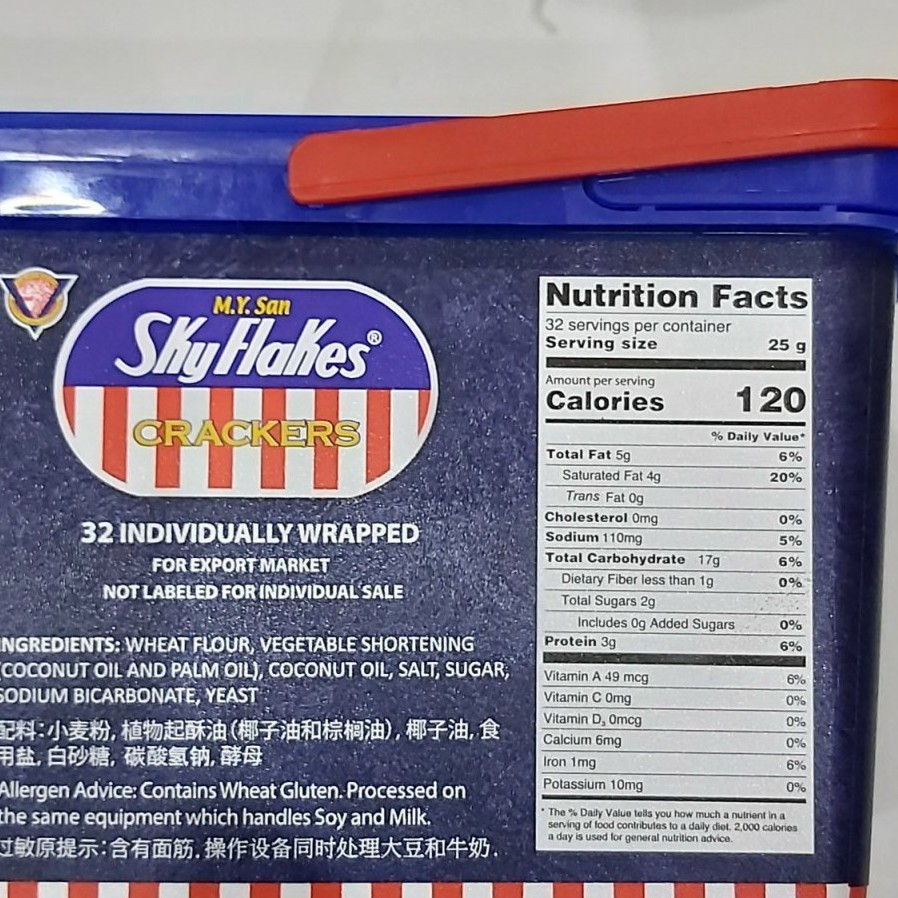 M.Y. San
SkyFlakes®
CRACKERS
32 INDIVIDUALLY WRAPPED
FOR EXPORT MARKET
NOT LABELED FOR INDIVIDUAL SALE
INGREDIENTS: WHEAT FLOUR, VEGETABLE SHORTENING
(COCONUT OIL AND PALM OIL), COCONUT OIL, SALT, SUGAR,
SODIUM BICARBONATE, YEAST
配料:小麦粉, 植物起酥油(椰子油和棕榈油), 椰子油, 食
用盐, 白砂糖, 碳酸氢钠, 酵母
Allergen Advice: Contains Wheat Gluten. Processed on
the same equipment which handles Soy and Milk.
过敏原提示:含有面筋, 操作设备同时处理大豆和牛奶.
Nutrition Facts
32 servings per container
Serving size 25 g
Amount per serving
Calories 120
% Daily Value*
Total Fat 5g 6%
Saturated Fat 4g 20%
Trans Fat 0g
Cholesterol 0mg 0%
Sodium 110mg 5%
Total Carbohydrate 17g 6%
Dietary Fiber less than 1g 0%
Total Sugars 2g
Includes 0g Added Sugars 0%
Protein 3g 6%
Vitamin A 49 mcg 6%
Vitamin C 0mg 0%
Vitamin D, 0mcg 0%
Calcium 6mg 0%
Iron 1mg 6%
Potassium 10mg 0%
* The % Daily Value tells you how much a nutrient in a
serving of food contributes to a daily diet. 2,000 calories
a day is used for general nutrition advice.